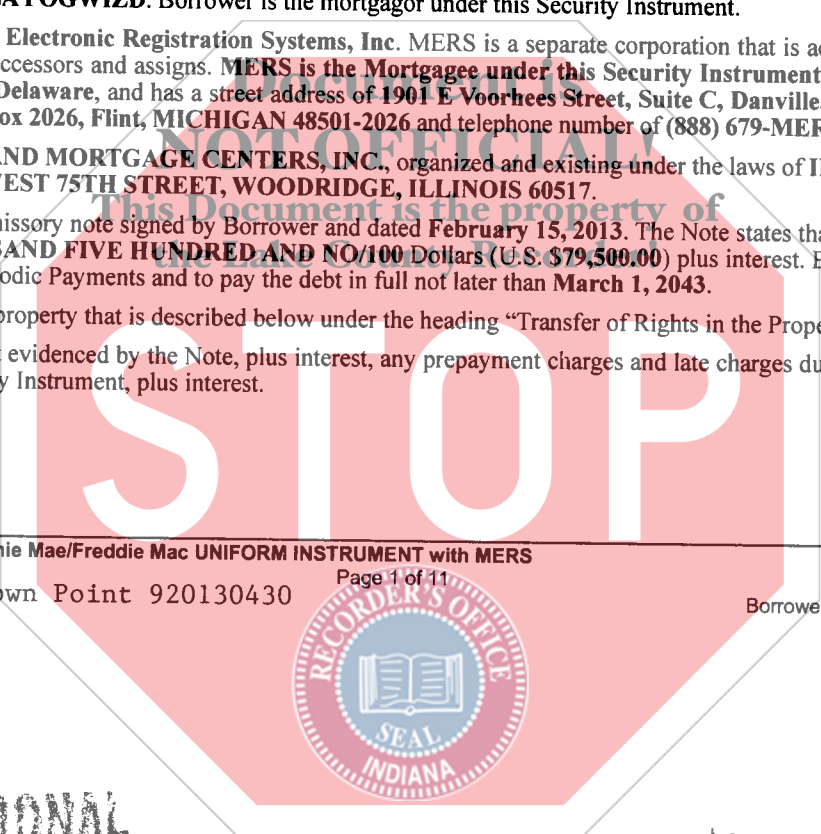 A POGWIZD. Borrower is the mortgagor under this Security Instrument.
Electronic Registration Systems, Inc. MERS is a separate corporation that is
ccessors and assigns. MERS is the Mortgagee under this Security Instrument
Delaware, and has a street address of 1901 E Voorhees Street, Suite C, Danville
ox 2026, Flint, MICHIGAN 48501-2026 and telephone number of (888) 679-MER
AND MORTGAGE CENTERS, INC., organized and existing under the laws of
WEST 75TH STREET, WOODRIDGE, ILLINOIS 60517.
issory note signed by Borrower and dated February 15, 2013. The Note states tha
SAND FIVE HUNDRED AND NO/100 Dollars (U.S. $79,500.00) plus interest.
odic Payments and to pay the debt in full not later than March 1, 2043.
property that is described below under the heading “Transfer of Rights in the Prope
evidenced by the Note, plus interest, any prepayment charges and late charges du
y Instrument, plus interest.
Document is
NOT OFFICIAL!
This Document is the property of
the Lake County Recorder!
STOP
nie Mae/Freddie Mac UNIFORM INSTRUMENT with MERS
Page 1 of 11
own Point 920130430
Borrowe
RECORDER'S OFFICE
SEAL
INDIANA
IONAL